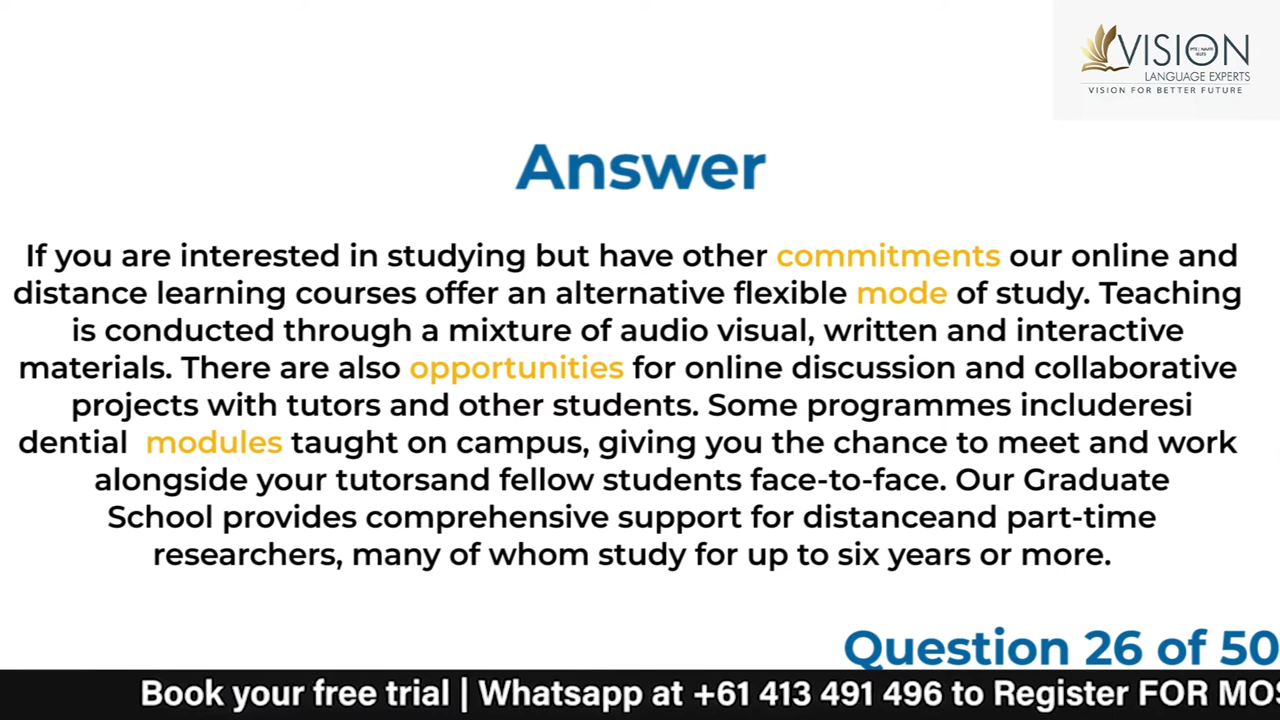 VISION
LANGUAGE EXPERTS
VISION FOR BETTER FUTURE
Answer
If you are interested in studying but have other commitments our online and
distance learning courses offer an alternative flexible mode of study. Teaching
is conducted through a mixture of audio visual, written and interactive
materials. There are also opportunities for online discussion and collaborative
projects with tutors and other students. Some programmes includeresi
dential modules taught on campus, giving you the chance to meet and work
alongside your tutorsand fellow students face-to-face. Our Graduate
School provides comprehensive support for distanceand part-time
researchers, many of whom study for up to six years or more.
Question 26 of 50
Book your free trial | Whatsapp at +61 413 491 496 to Register FOR MO